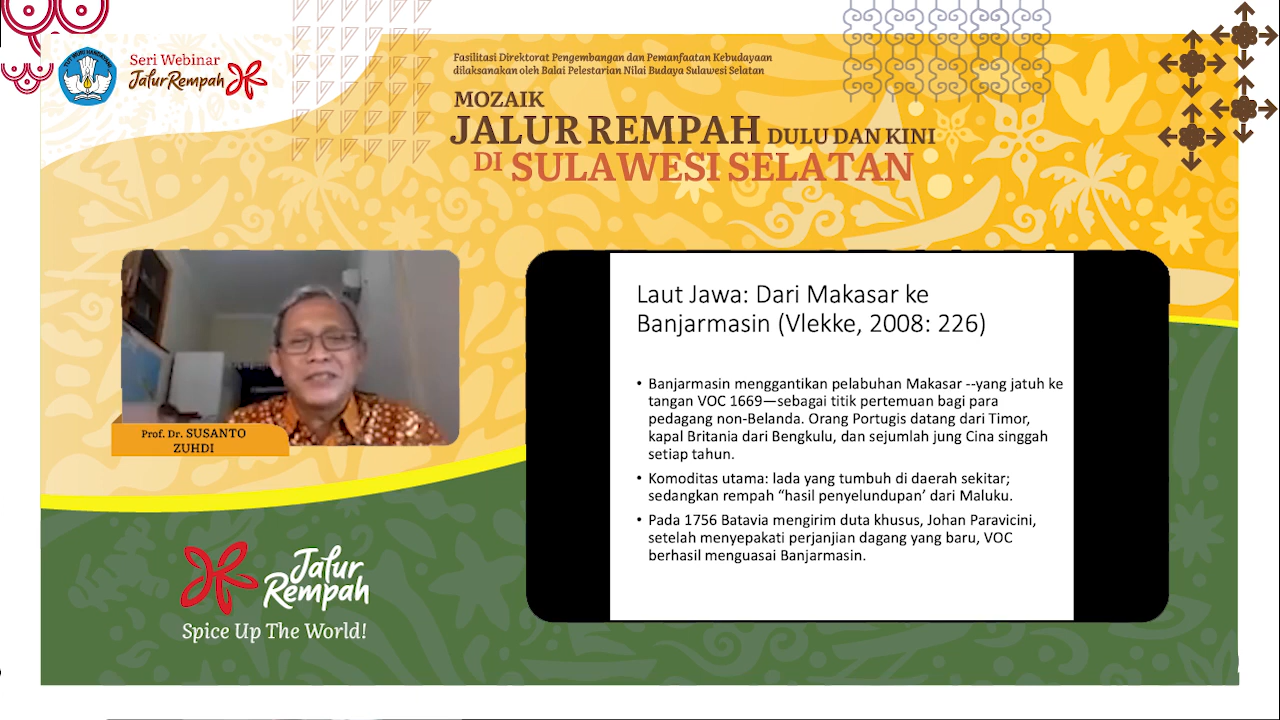 Seri Webinar
Jalur Rempah
Fasilitasi Direktorat Pengembangan dan Pemanfaatan Kebudayaan
dilaksanakan oleh Balai Pelestarian Nilai Budaya Sulawesi Selatan
MOZAIK
JALUR REMPAH DULU DAN KINI
DI SULAWESI SELATAN
Prof. Dr. SUSANTO
ZUHDI
Laut Jawa: Dari Makasar ke
Banjarmasin (Vlekke, 2008: 226)
• Banjarmasin menggantikan pelabuhan Makasar --yang jatuh ke
tangan VOC 1669—sebagai titik pertemuan bagi para
pedagang non-Belanda. Orang Portugis datang dari Timor,
kapal Britania dari Bengkulu, dan sejumlah jung Cina singgah
setiap tahun.
• Komoditas utama: lada yang tumbuh di daerah sekitar;
sedangkan rempah “hasil penyelundupan’ dari Maluku.
• Pada 1756 Batavia mengirim duta khusus, Johan Paravicini,
setelah menyepakati perjanjian dagang yang baru, VOC
berhasil menguasai Banjarmasin.
Jalur
Rempah
Spice Up The World!